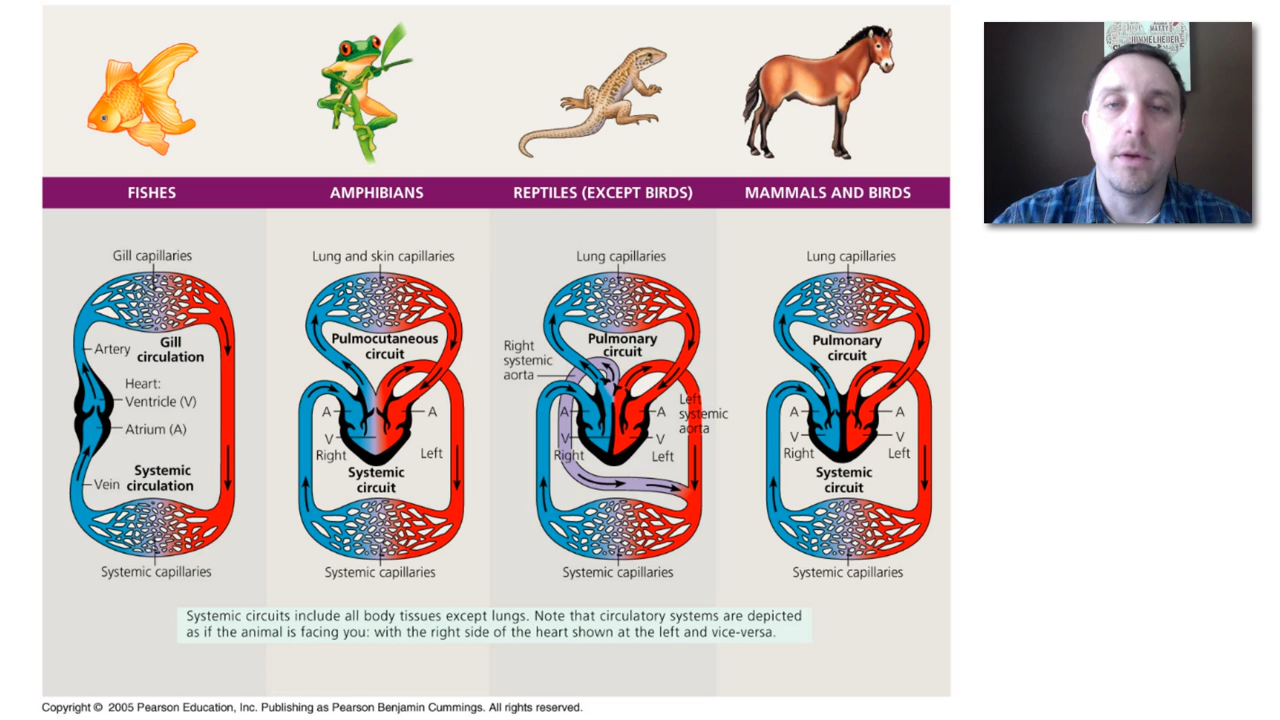 FISHES
AMPHIBIANS
REPTILES (EXCEPT BIRDS)
MAMMALS AND BIRDS
Gill capillaries
Artery
Gill
circulation
Heart:
Ventricle (V)
Atrium (A)
Systemic
circulation
Vein
Systemic capillaries
Lung and skin capillaries
Pulmocutaneous
circuit
A
A
V
Right
Left
Systemic
circuit
Systemic capillaries
Lung capillaries
Pulmonary
circuit
Right
systemic
aorta
Left
systemic
aorta
A
A
V
V
Right
Left
Systemic capillaries
Lung capillaries
Pulmonary
circuit
A
A
V
V
Right
Left
Systemic
circuit
Systemic capillaries
Systemic circuits include all body tissues except lungs. Note that circulatory systems are depicted
as if the animal is facing you: with the right side of the heart shown at the left and vice-versa.
Copyright © 2005 Pearson Education, Inc. Publishing as Pearson Benjamin Cummings. All rights reserved.